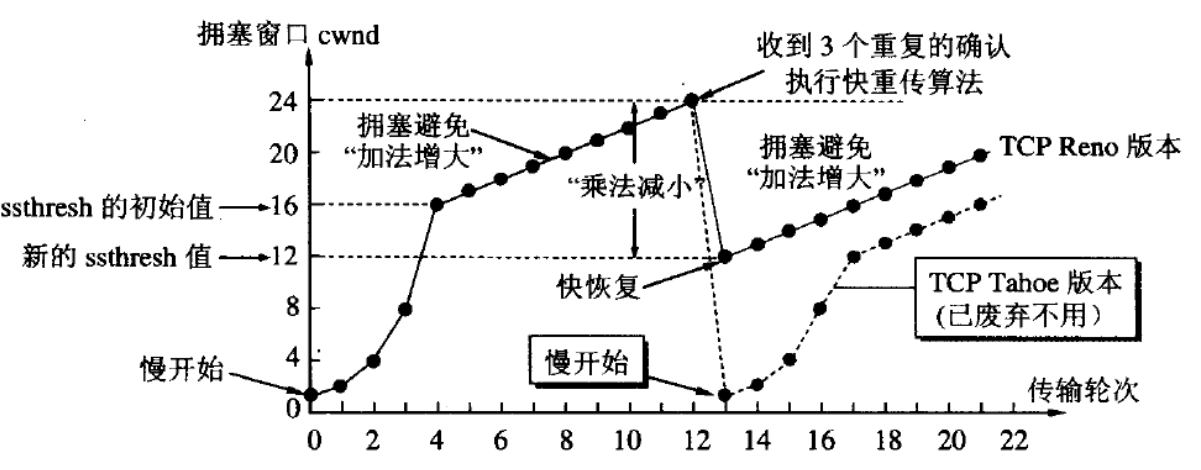 拥塞窗口 cwnd
收到 3 个重复的确认
执行快重传算法
24
拥塞避免
“加法增大”
20
拥塞避免
“加法增大”
TCP Reno 版本
“乘法减小”
ssthresh 的初始值
16
新的 ssthresh 值
12
快恢复
TCP Tahoe 版本
(已废弃不用)
8
慢开始
4
慢开始
传输轮次
0
0 2 4 6 8 10 12 14 16 18 20 22